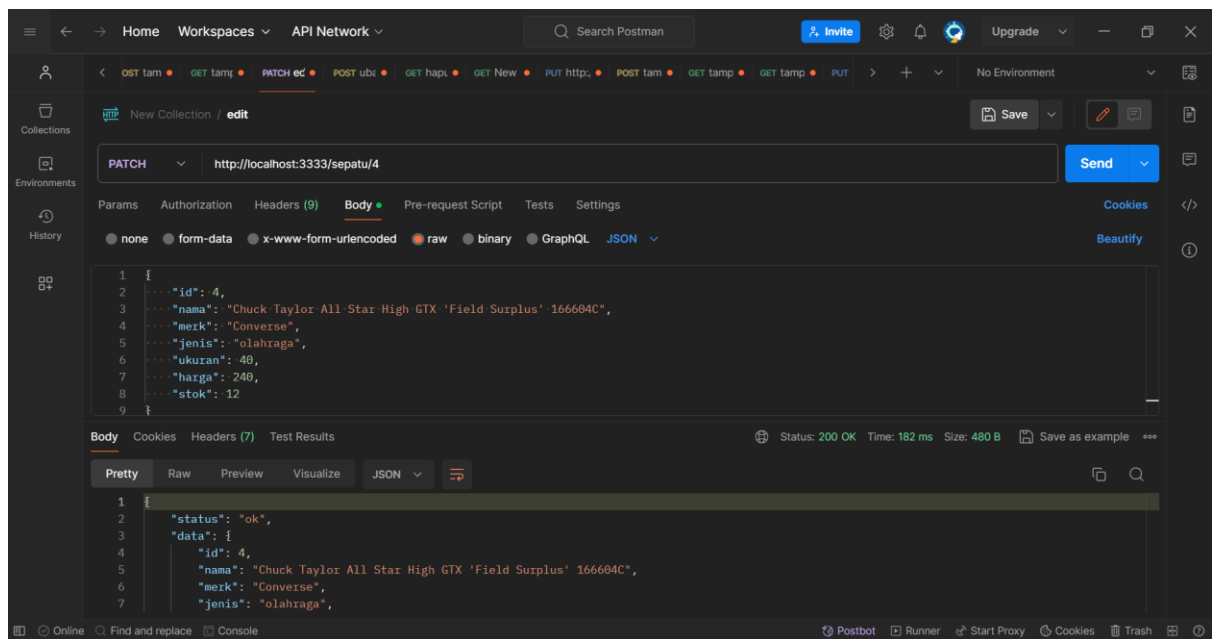 Home Workspaces API Network Search Postman Invite Upgrade
OST tam GET tamp PATCH ed POST uba GET hapu GET New PUT http:, POST tam GET tamp GET tamp PUT No Environment
HTTP New Collection / edit Save
Collections
PATCH http://localhost:3333/sepatu/4 Send
Environments
Params Authorization Headers (9) Body Pre-request Script Tests Settings Cookies
History
none form-data x-www-form-urlencoded raw binary GraphQL JSON Beautify
1 {
2 "id": 4,
3 "nama": "Chuck Taylor All Star High GTX 'Field Surplus' 166604C",
4 "merk": "Converse",
5 "jenis": "olahraga",
6 "ukuran": 40,
7 "harga": 240,
8 "stok": 12
9 }
Body Cookies Headers (7) Test Results Status: 200 OK Time: 182 ms Size: 480 B Save as example
Pretty Raw Preview Visualize JSON
1 {
2 "status": "ok",
3 "data": {
4 "id": 4,
5 "nama": "Chuck Taylor All Star High GTX 'Field Surplus' 166604C",
6 "merk": "Converse",
7 "jenis": "olahraga",
Online Find and replace Console Postbot Runner Start Proxy Cookies Trash